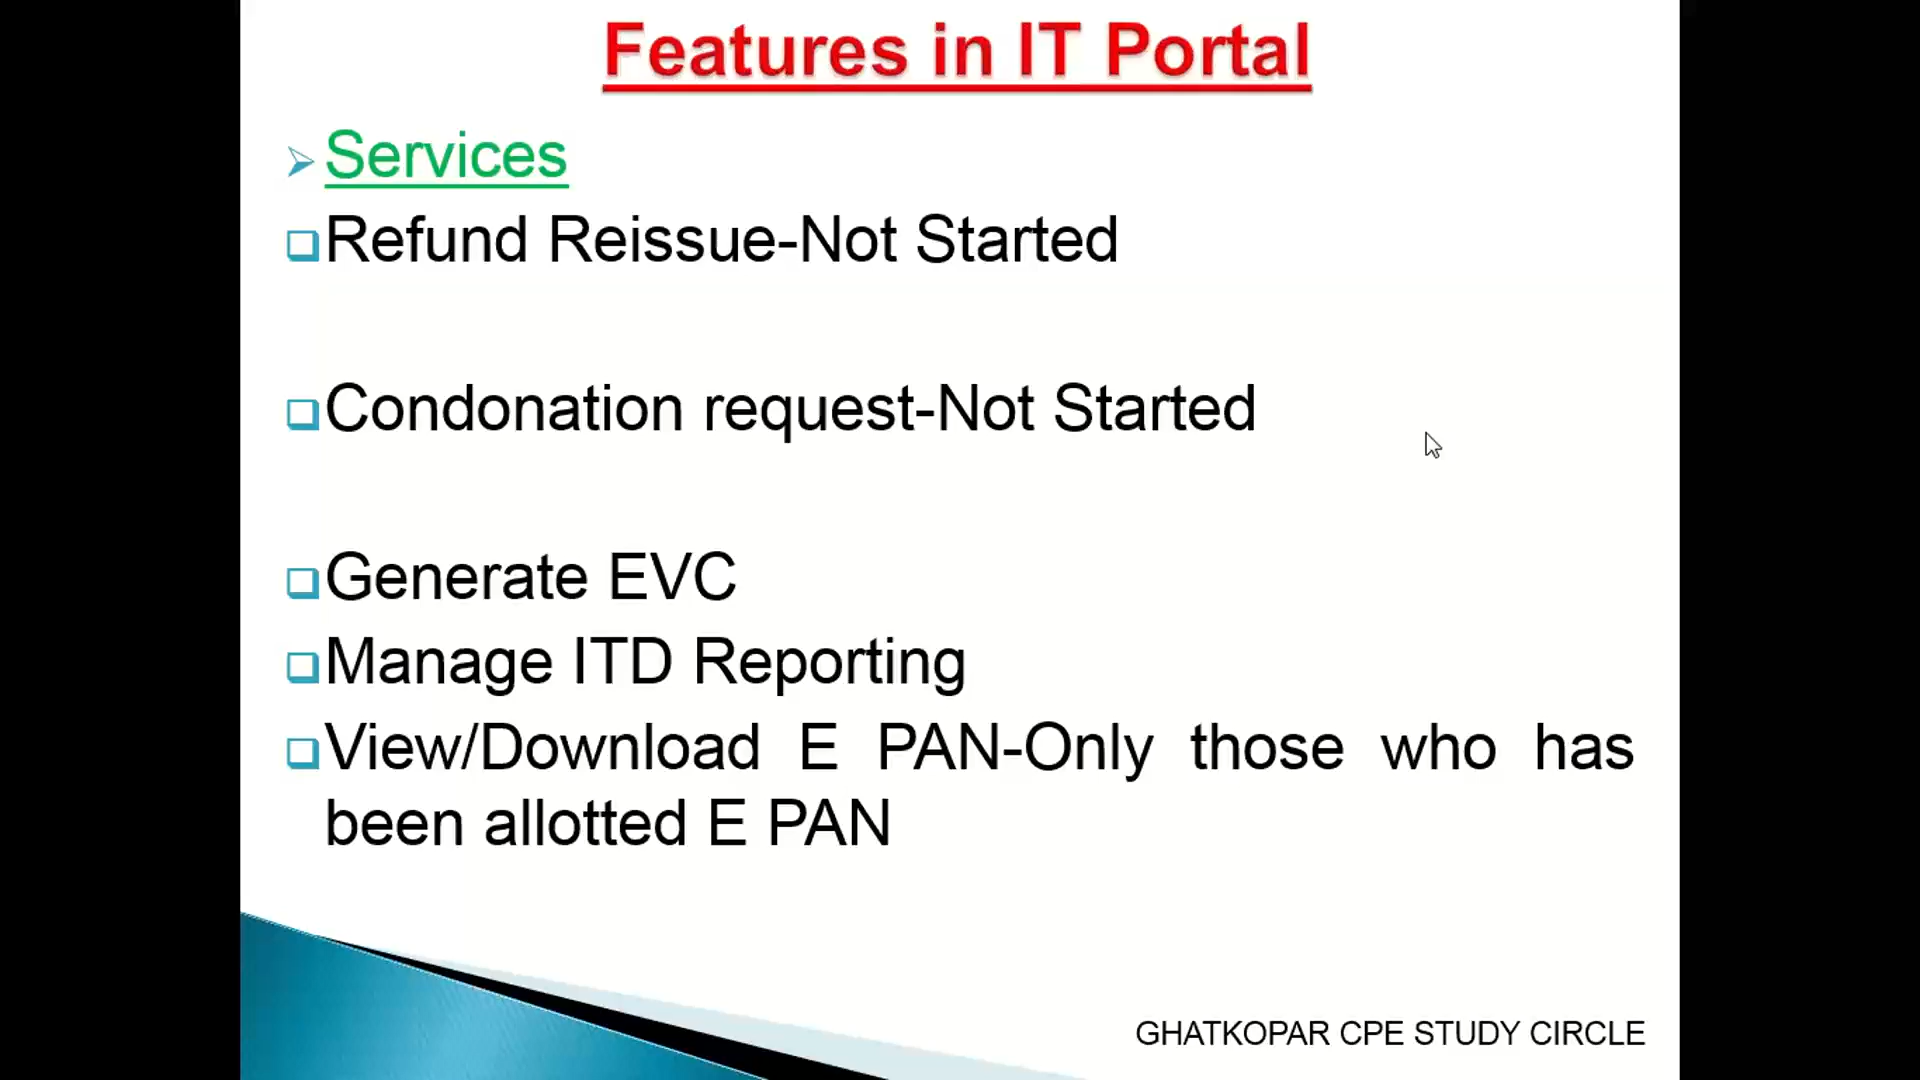 Features in IT Portal
Services
Refund Reissue-Not Started
Condonation request-Not Started
Generate EVC
Manage ITD Reporting
View/Download E PAN-Only those who has
been allotted E PAN
GHATKOPAR CPE STUDY CIRCLE